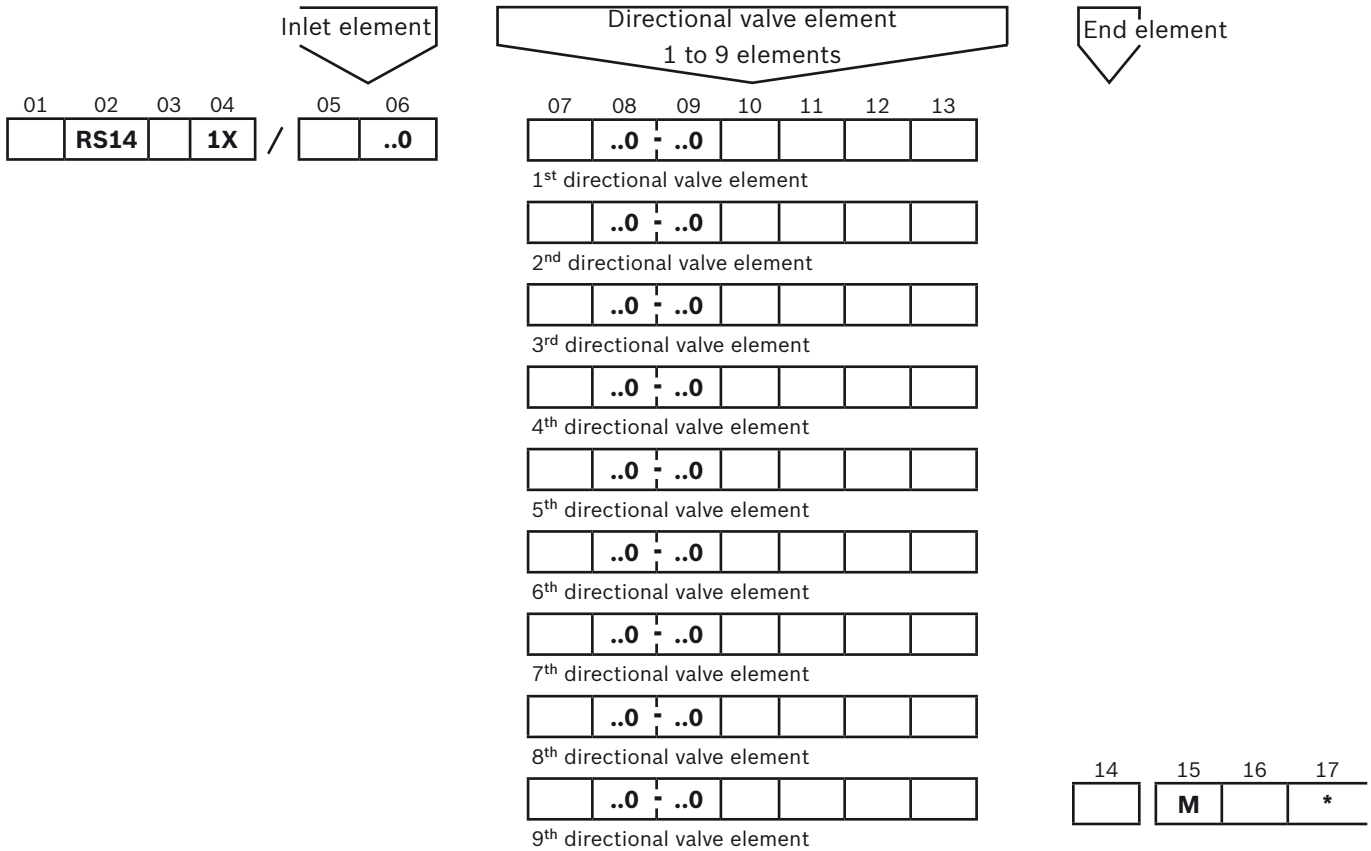 Inlet element Directional valve element End element
1 to 9 elements
01 02 03 04 05 06 07 08 09 10 11 12 13
RS14 1X / ..0 ..0 - ..0
1st directional valve element
..0 - ..0
2nd directional valve element
..0 - ..0
3rd directional valve element
..0 - ..0
4th directional valve element
..0 - ..0
5th directional valve element
..0 - ..0
6th directional valve element
..0 - ..0
7th directional valve element
..0 - ..0
8th directional valve element
14 15 16 17
..0 - ..0 M *
9th directional valve element